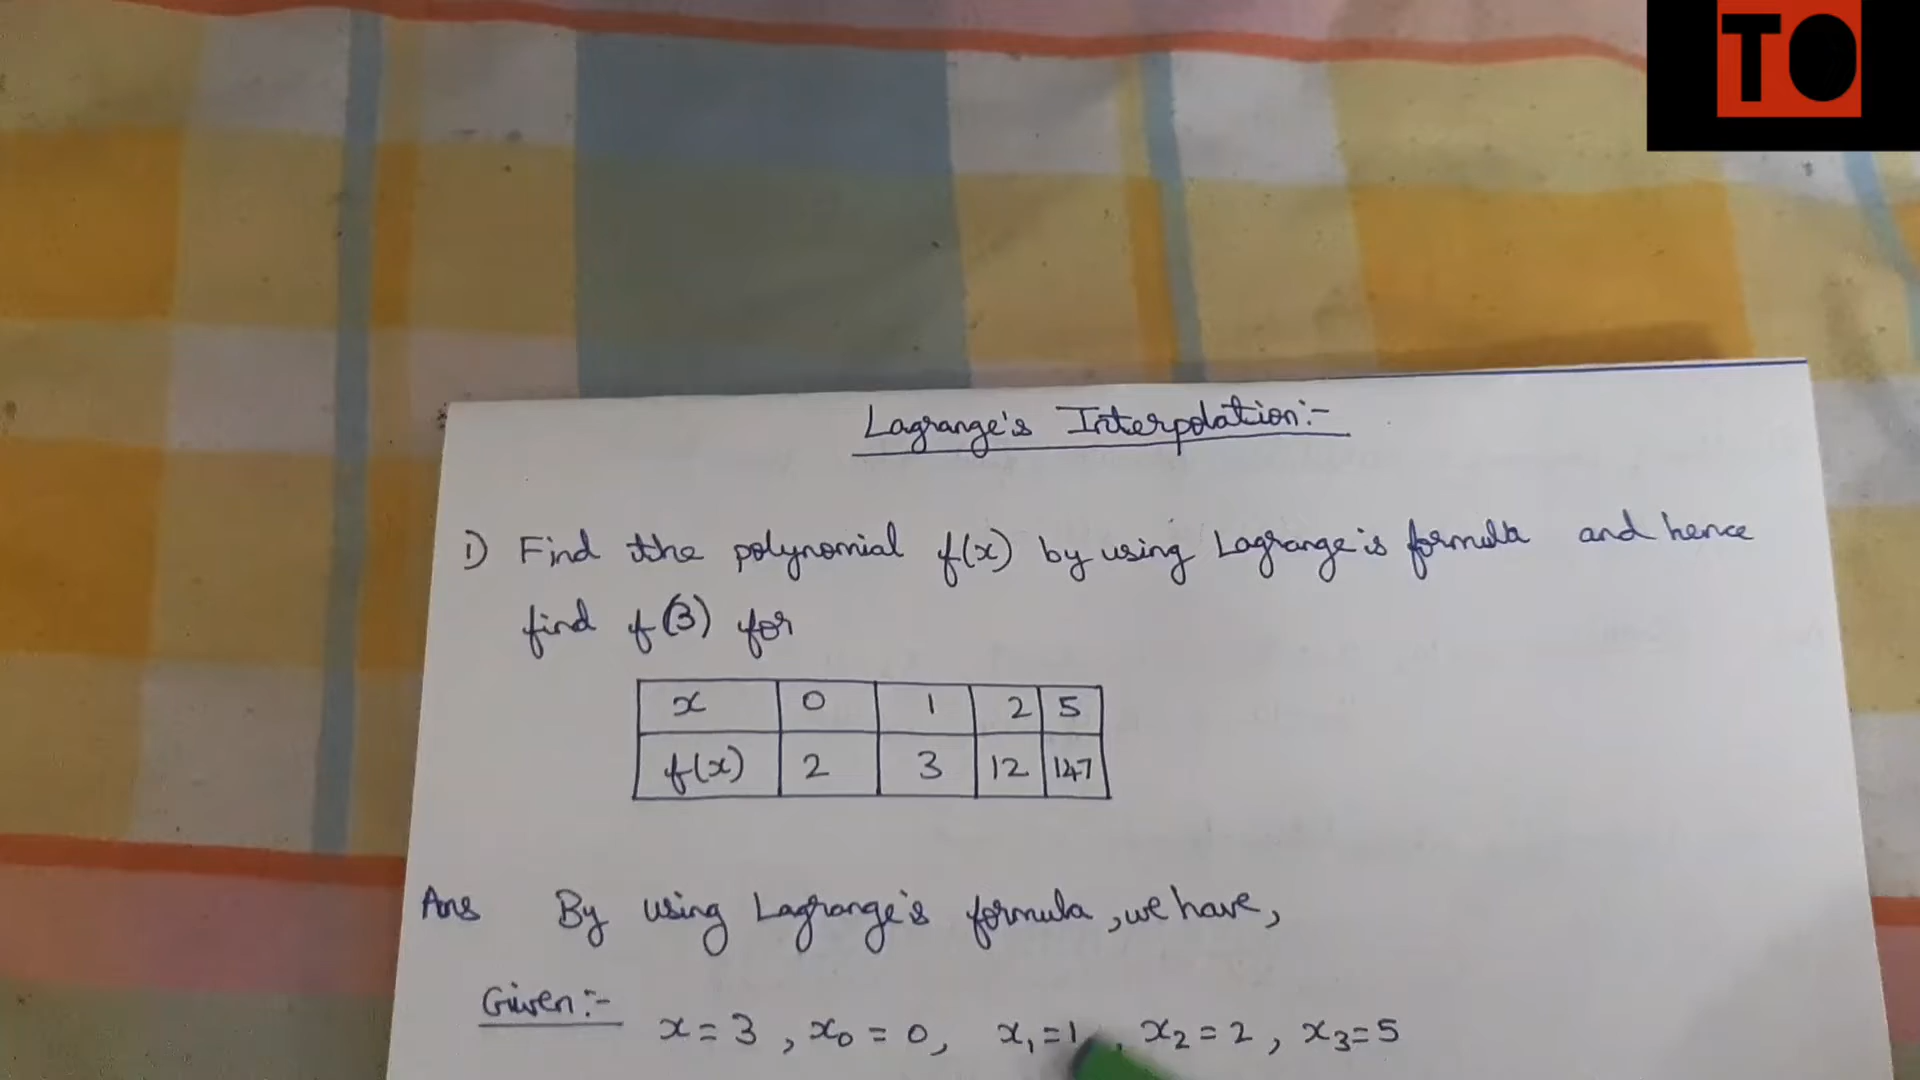 TO
Lagrange's Interpolation:-
1) Find the polynomial f(x) by using Lagrange's formula and hence
find f(3) for
x 0 1 2 5
f(x) 2 3 12 147
Ans By using Lagrange's formula, we have,
Given:-
x = 3, x₀ = 0, x₁ = 1, x₂ = 2, x₃ = 5